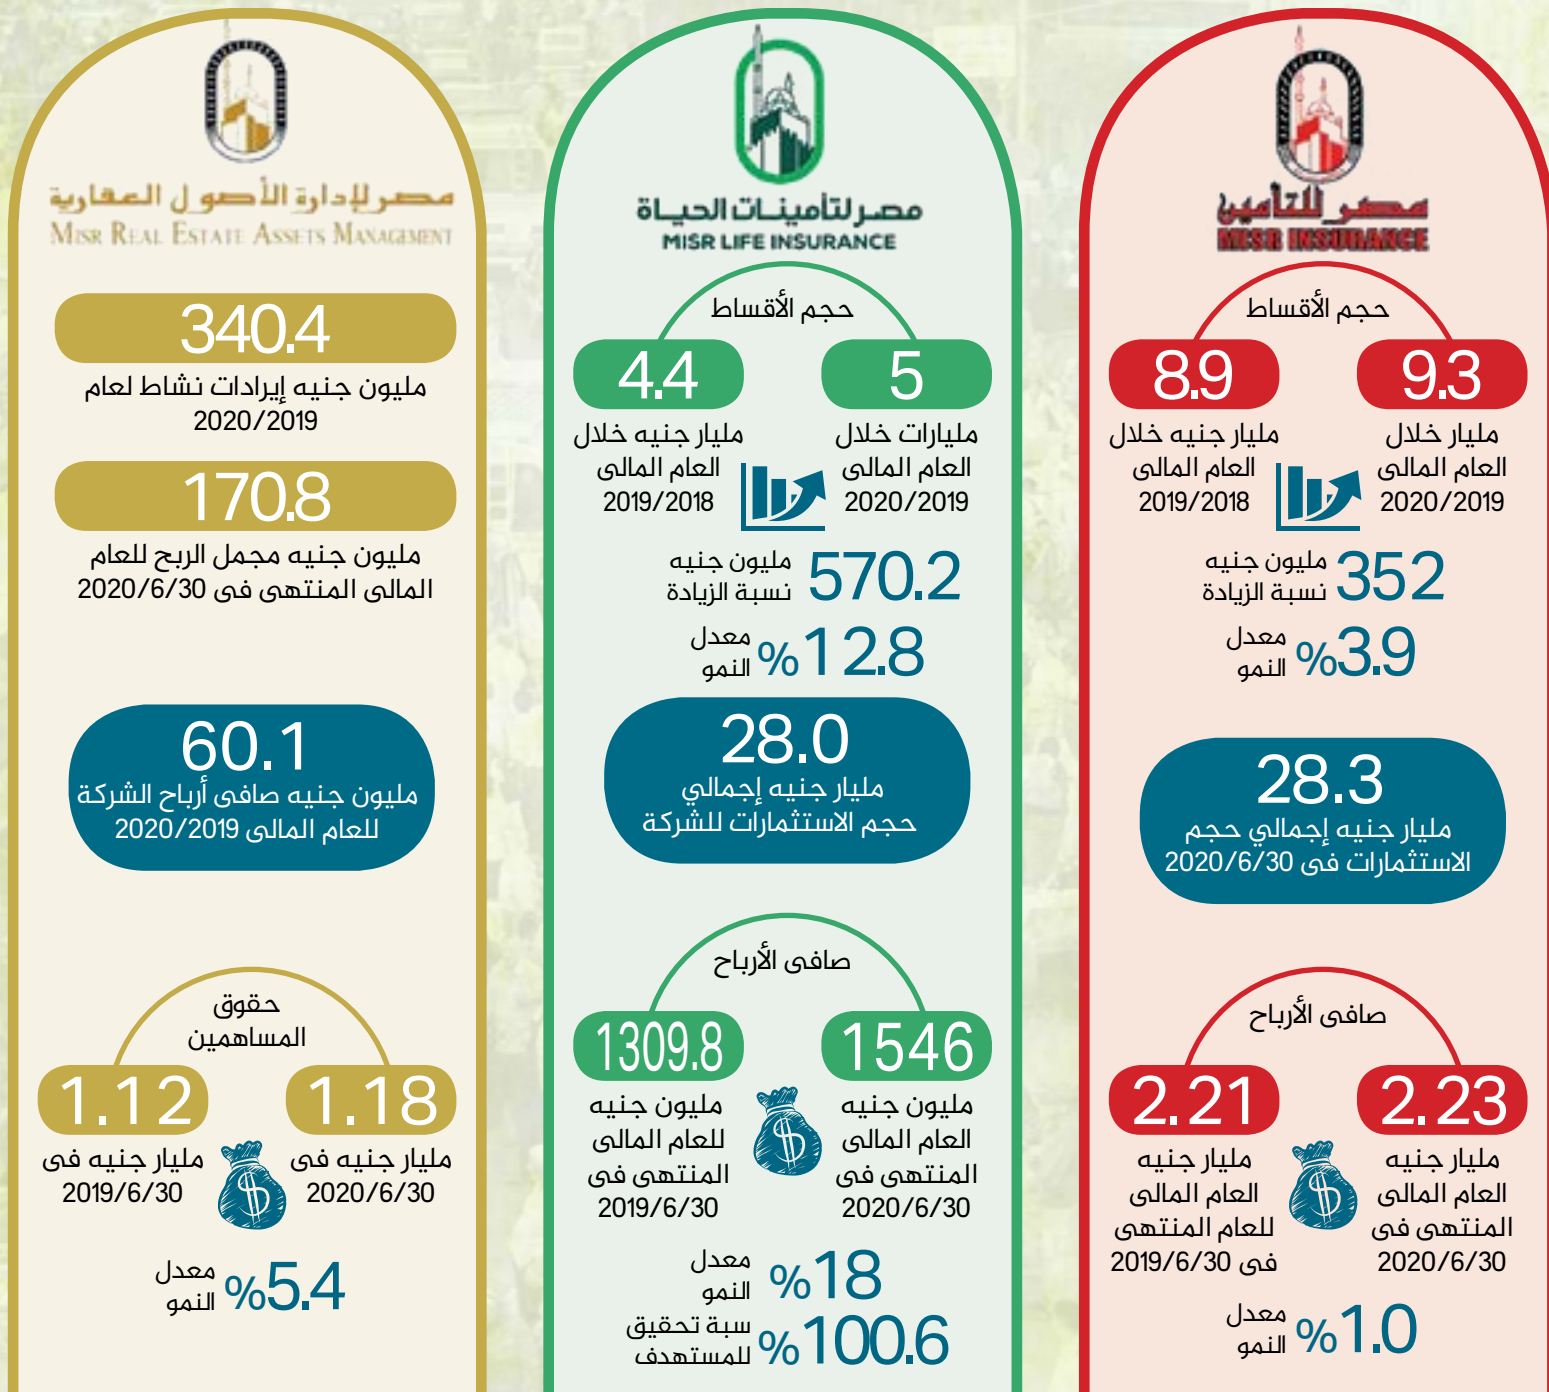 مصر للتأمين
MISR INSURANCE
حجم الأقساط
9.3
مليار خلال
العام المالى
2020/2019
8.9
مليار جنيه خلال
العام المالى
2019/2018
352 مليون جنيه
نسبة الزيادة
%3.9 معدل
النمو
28.3
مليار جنيه إجمالي حجم
الاستثمارات فى 2020/6/30
صافى الأرباح
2.23
مليار جنيه
العام المالى
المنتهى فى
2020/6/30
2.21
مليار جنيه
العام المالى
للعام المنتهى
فى 2019/6/30
%1.0 معدل
النمو
مصر لتأمينات الحياة
MISR LIFE INSURANCE
حجم الأقساط
5
مليارات خلال
العام المالى
2020/2019
4.4
مليار جنيه خلال
العام المالى
2019/2018
570.2 مليون جنيه
نسبة الزيادة
%12.8 معدل
النمو
28.0
مليار جنيه إجمالي
حجم الاستثمارات للشركة
صافى الأرباح
1546
مليون جنيه
العام المالى
المنتهى فى
2020/6/30
1309.8
مليون جنيه
للعام المالى
المنتهى فى
2019/6/30
%18 معدل
النمو
%100.6 سبة تحقيق
للمستهدف
مصر لإدارة الأصول العقارية
MISR REAL ESTATE ASSETS MANAGEMENT
340.4
مليون جنيه إيرادات نشاط لعام
2020/2019
170.8
مليون جنيه مجمل الربح للعام
المالى المنتهى فى 2020/6/30
60.1
مليون جنيه صافى أرباح الشركة
للعام المالى 2020/2019
حقوق
المساهمين
1.18
مليار جنيه فى
2020/6/30
1.12
مليار جنيه فى
2019/6/30
%5.4 معدل
النمو